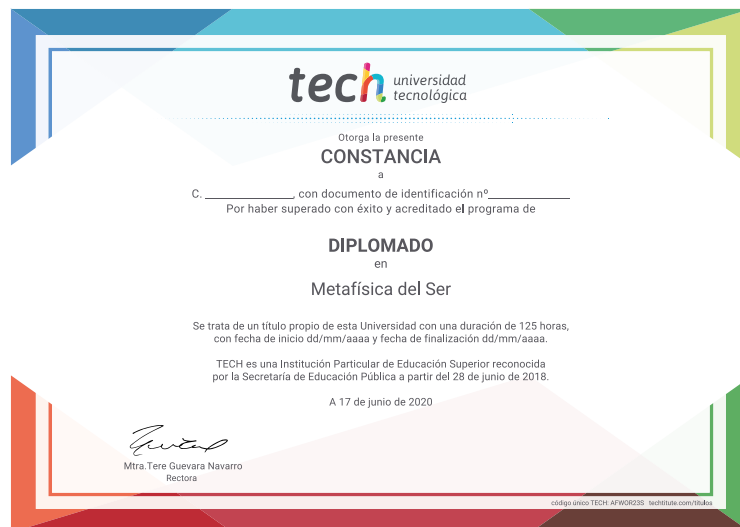 tech universidad
tecnológica
Otorga la presente
CONSTANCIA
a
C. ______________, con documento de identificación nº______________
Por haber superado con éxito y acreditado el programa de
DIPLOMADO
en
Metafísica del Ser
Se trata de un título propio de esta Universidad con una duración de 125 horas,
con fecha de inicio dd/mm/aaaa y fecha de finalización dd/mm/aaaa.
TECH es una Institución Particular de Educación Superior reconocida
por la Secretaría de Educación Pública a partir del 28 de junio de 2018.
A 17 de junio de 2020
Mtra.Tere Guevara Navarro
Rectora
código único TECH: AFWOR23S techtitute.com/titulos